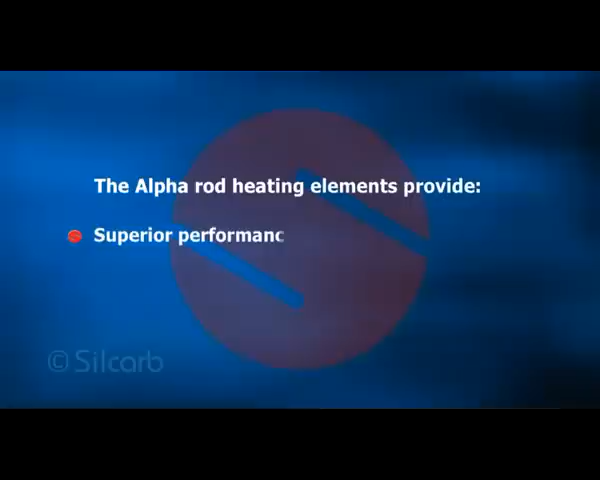 The Alpha rod heating elements provide:
Superior performanc
© Silcarb